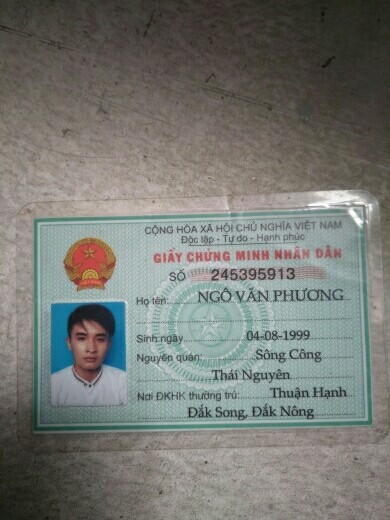 CỘNG HÒA XÃ HỘI CHỦ NGHĨA VIỆT NAM
Độc lập - Tự do - Hạnh phúc
GIẤY CHỨNG MINH NHÂN DÂN
SỐ 245395913
Họ tên: NGÔ VĂN PHƯƠNG
Sinh ngày 04-08-1999
Nguyên quán: Sông Công
Thái Nguyên
Nơi ĐKHK thường trú: Thuận Hạnh
Đắk Song, Đắk Nông